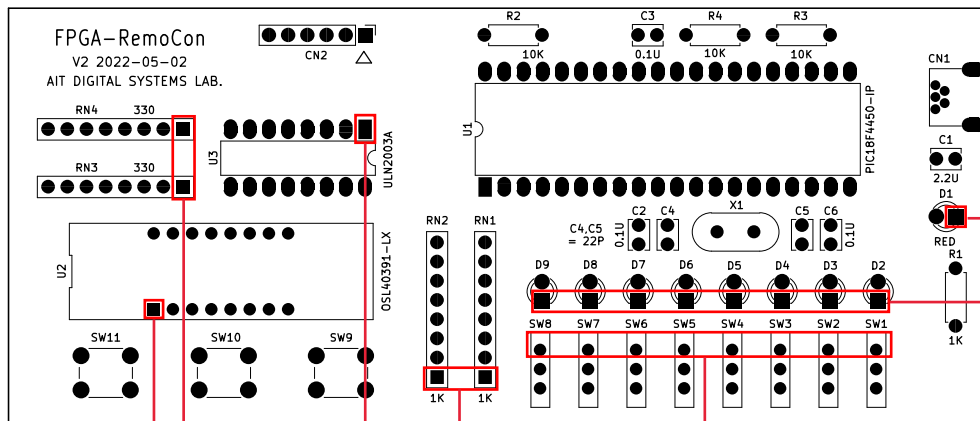 FPGA-RemoCon
V2 2022-05-02
AIT DIGITAL SYSTEMS LAB.
CN2
R2
10K
C3
0.1U
R4
10K
R3
10K
CN1
RN4 330
RN3 330
U3
ULN2003A
U1
PIC18F4450-IP
C1
2.2U
D1
RED
R1
1K
U2
OSL40391-LX
RN2
1K
RN1
1K
C4,C5
= 22P
C2
0.1U
C4
X1
C5
C6
0.1U
D9 D8 D7 D6 D5 D4 D3 D2
SW8 SW7 SW6 SW5 SW4 SW3 SW2 SW1
SW11 SW10 SW9